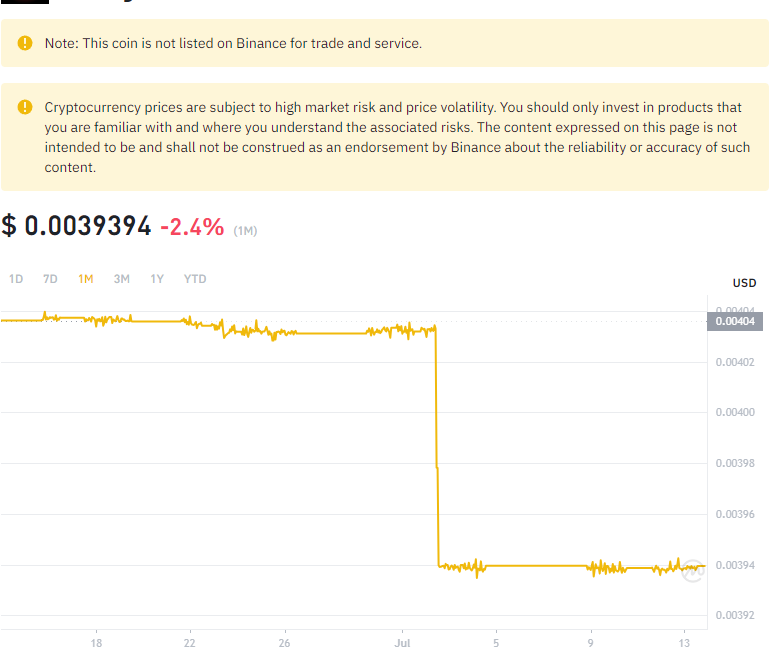 Note: This coin is not listed on Binance for trade and service.
Cryptocurrency prices are subject to high market risk and price volatility. You should only invest in products that
you are familiar with and where you understand the associated risks. The content expressed on this page is not
intended to be and shall not be construed as an endorsement by Binance about the reliability or accuracy of such
content.
$ 0.0039394 -2.4% (1M)
1D 7D 1M 3M 1Y YTD
USD
0.00404
0.00404
0.00402
0.00400
0.00398
0.00396
0.00394
0.00392
18 22 26 Jul 5 9 13